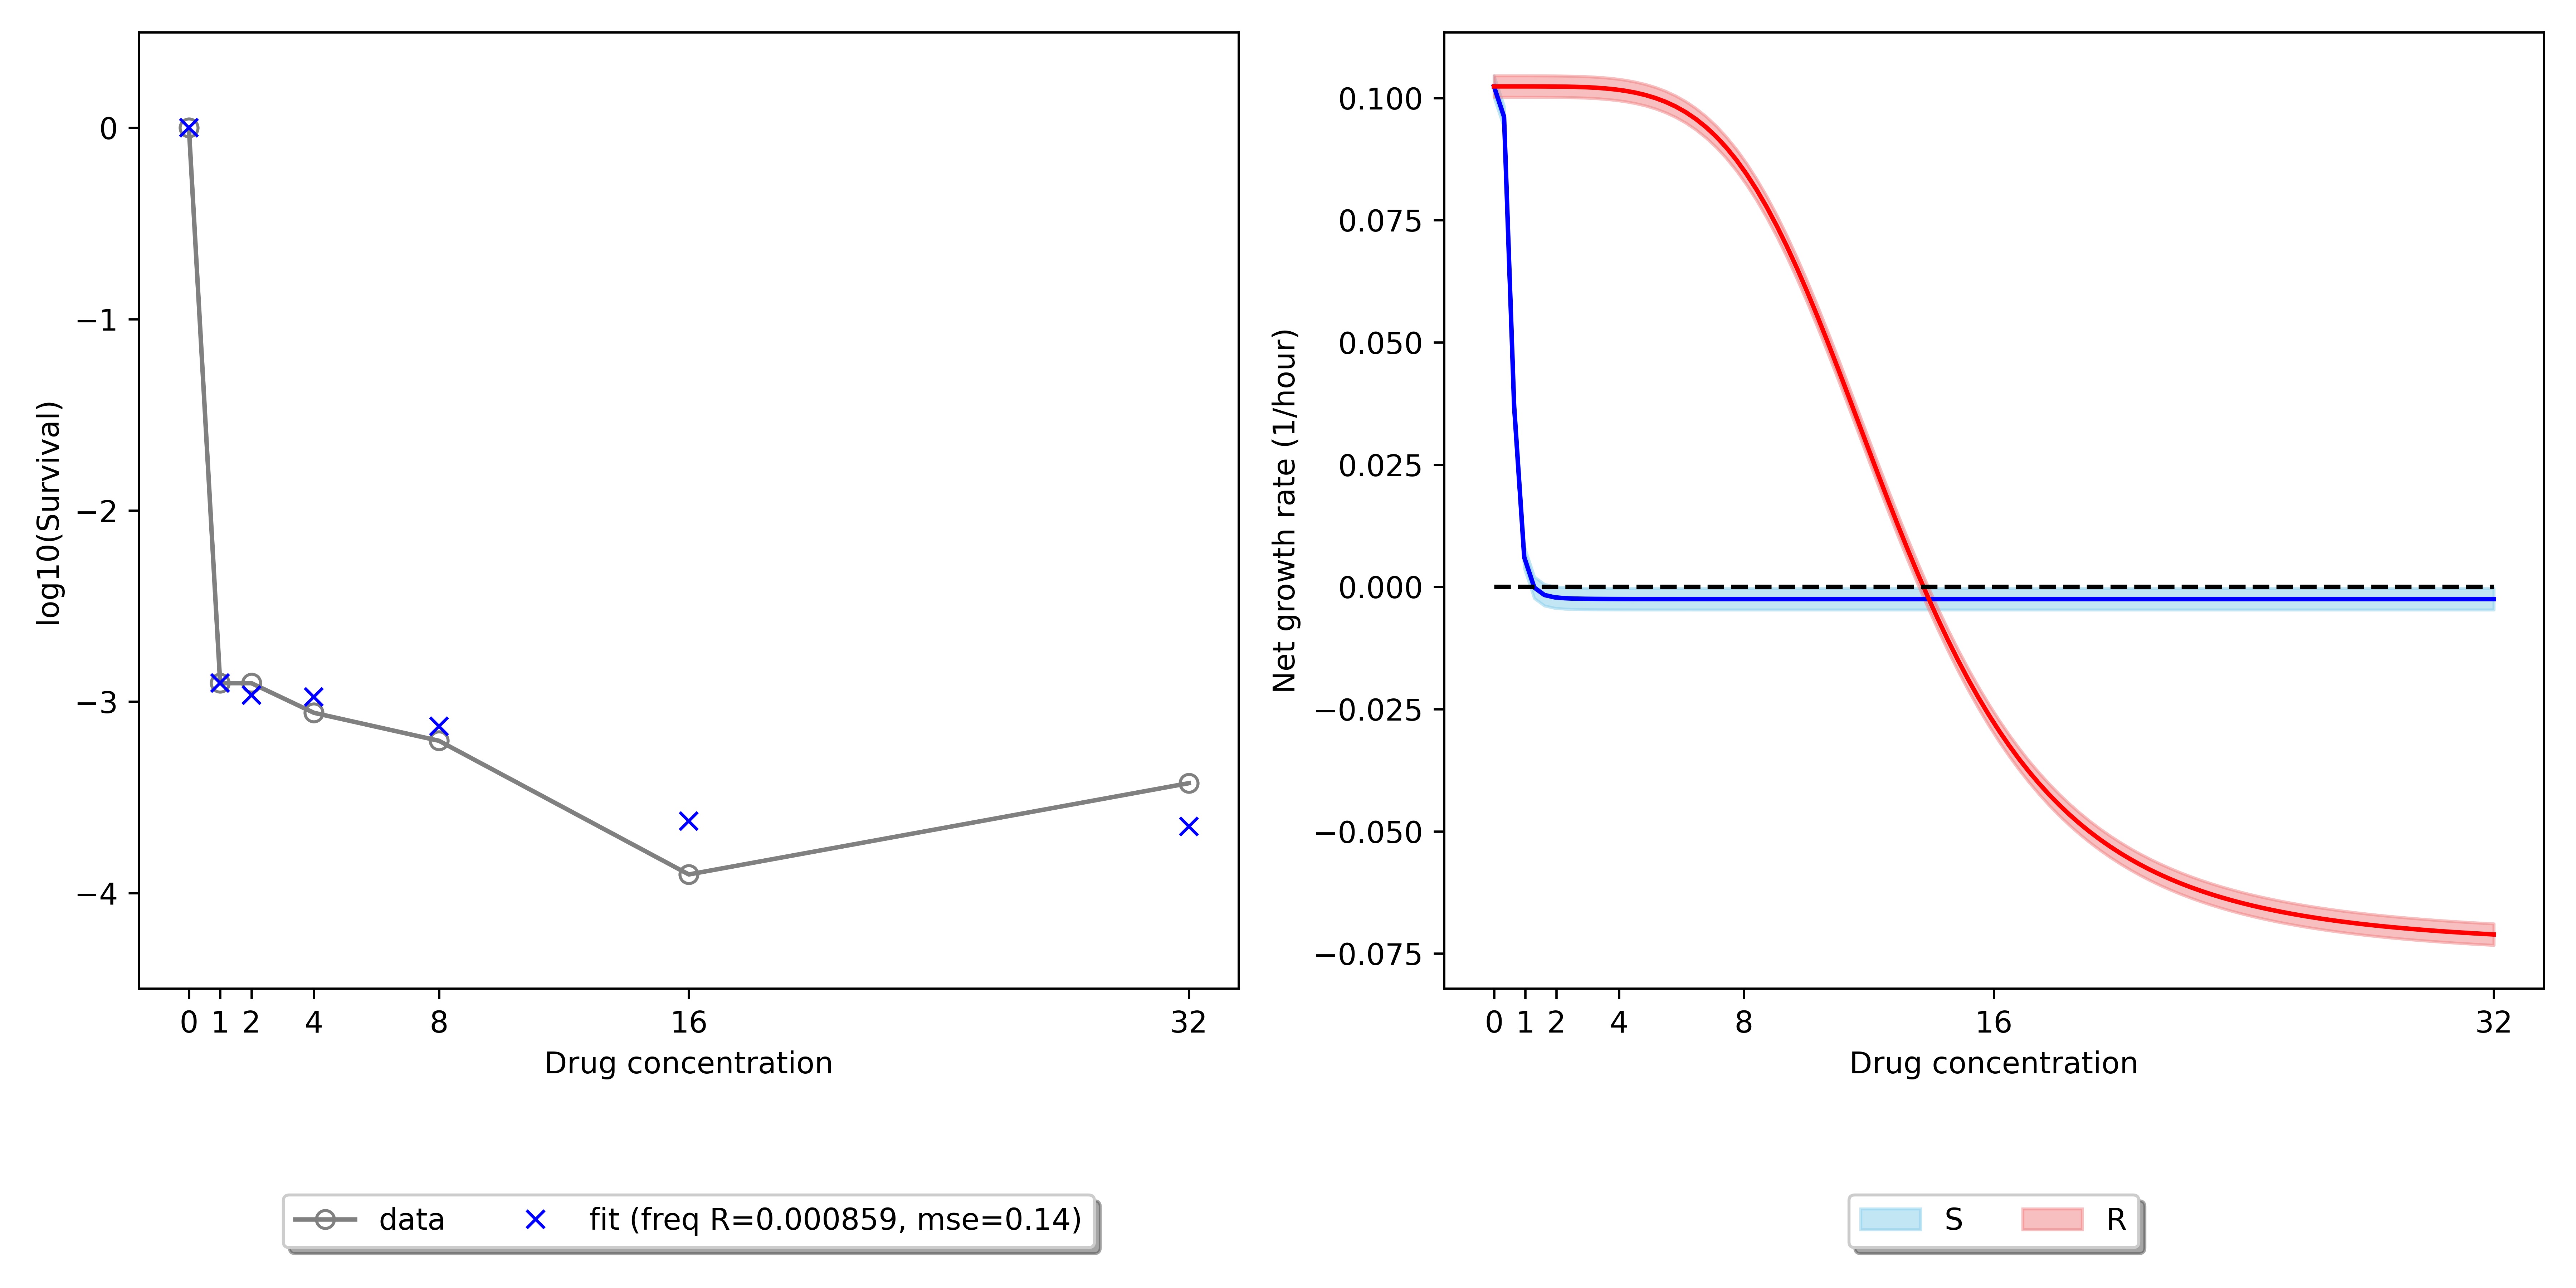 log10(Survival)
0
−1
−2
−3
−4
0 1 2 4 8 16 32
Drug concentration
data fit (freq R=0.000859, mse=0.14)
Net growth rate (1/hour)
0.100
0.075
0.050
0.025
0.000
−0.025
−0.050
−0.075
0 1 2 4 8 16 32
Drug concentration
S R